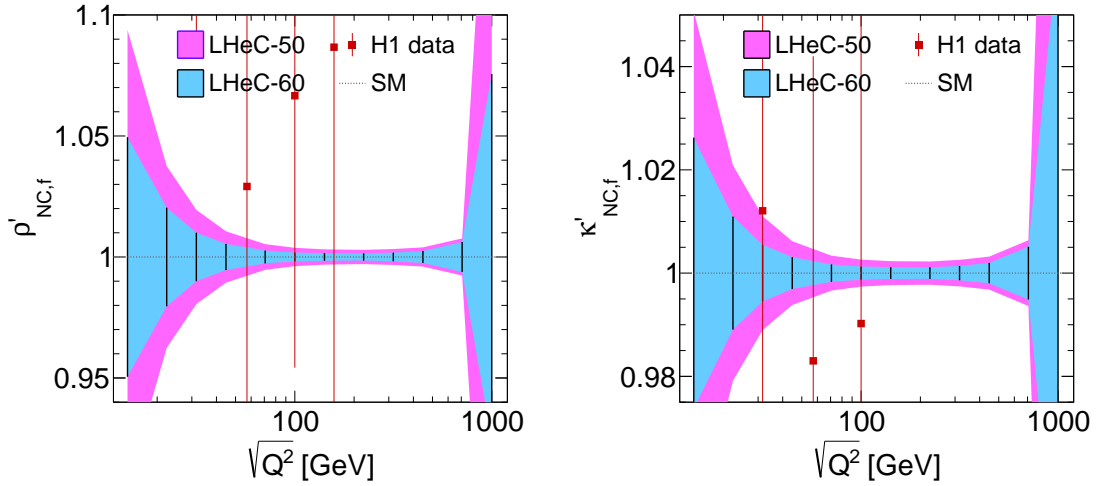 1.1
1.05
1
0.95
ρ′NC,f
LHeC-50
LHeC-60
H1 data
SM
100
1000
√Q² [GeV]
1.04
1.02
1
0.98
κ′NC,f
LHeC-50
LHeC-60
H1 data
SM
100
1000
√Q² [GeV]